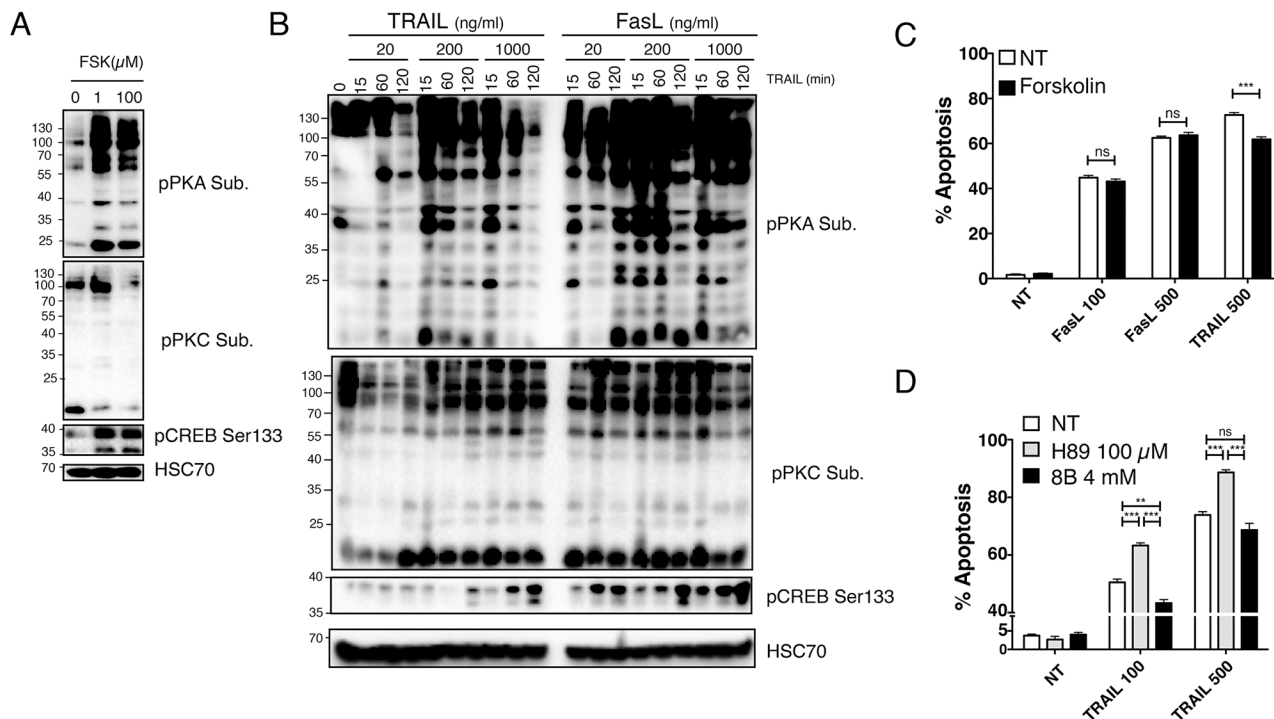 A
FSK(µM)
0 1 100
130
100
70
55
40
35
25
pPKA Sub.
130
100
70
55
40
35
25
pPKC Sub.
40
35
pCREB Ser133
70
HSC70
B
TRAIL (ng/ml) FasL (ng/ml)
20 200 1000 20 200 1000
0 15 60 120 15 60 120 15 60 120 15 60 120 15 60 120 15 60 120 TRAIL (min)
130
100
70
55
40
35
25
pPKA Sub.
130
100
70
55
35
25
pPKC Sub.
40
35
pCREB Ser133
70
HSC70
C
% Apoptosis
100
80
60
40
20
0
NT
Forskolin
ns
ns
***
NT FasL 100 FasL 500 TRAIL 500
D
NT
H89 100 µM
8B 4 mM
% Apoptosis
100
80
60
40
5
0
**
*** ***
ns
*** ***
NT TRAIL 100 TRAIL 500